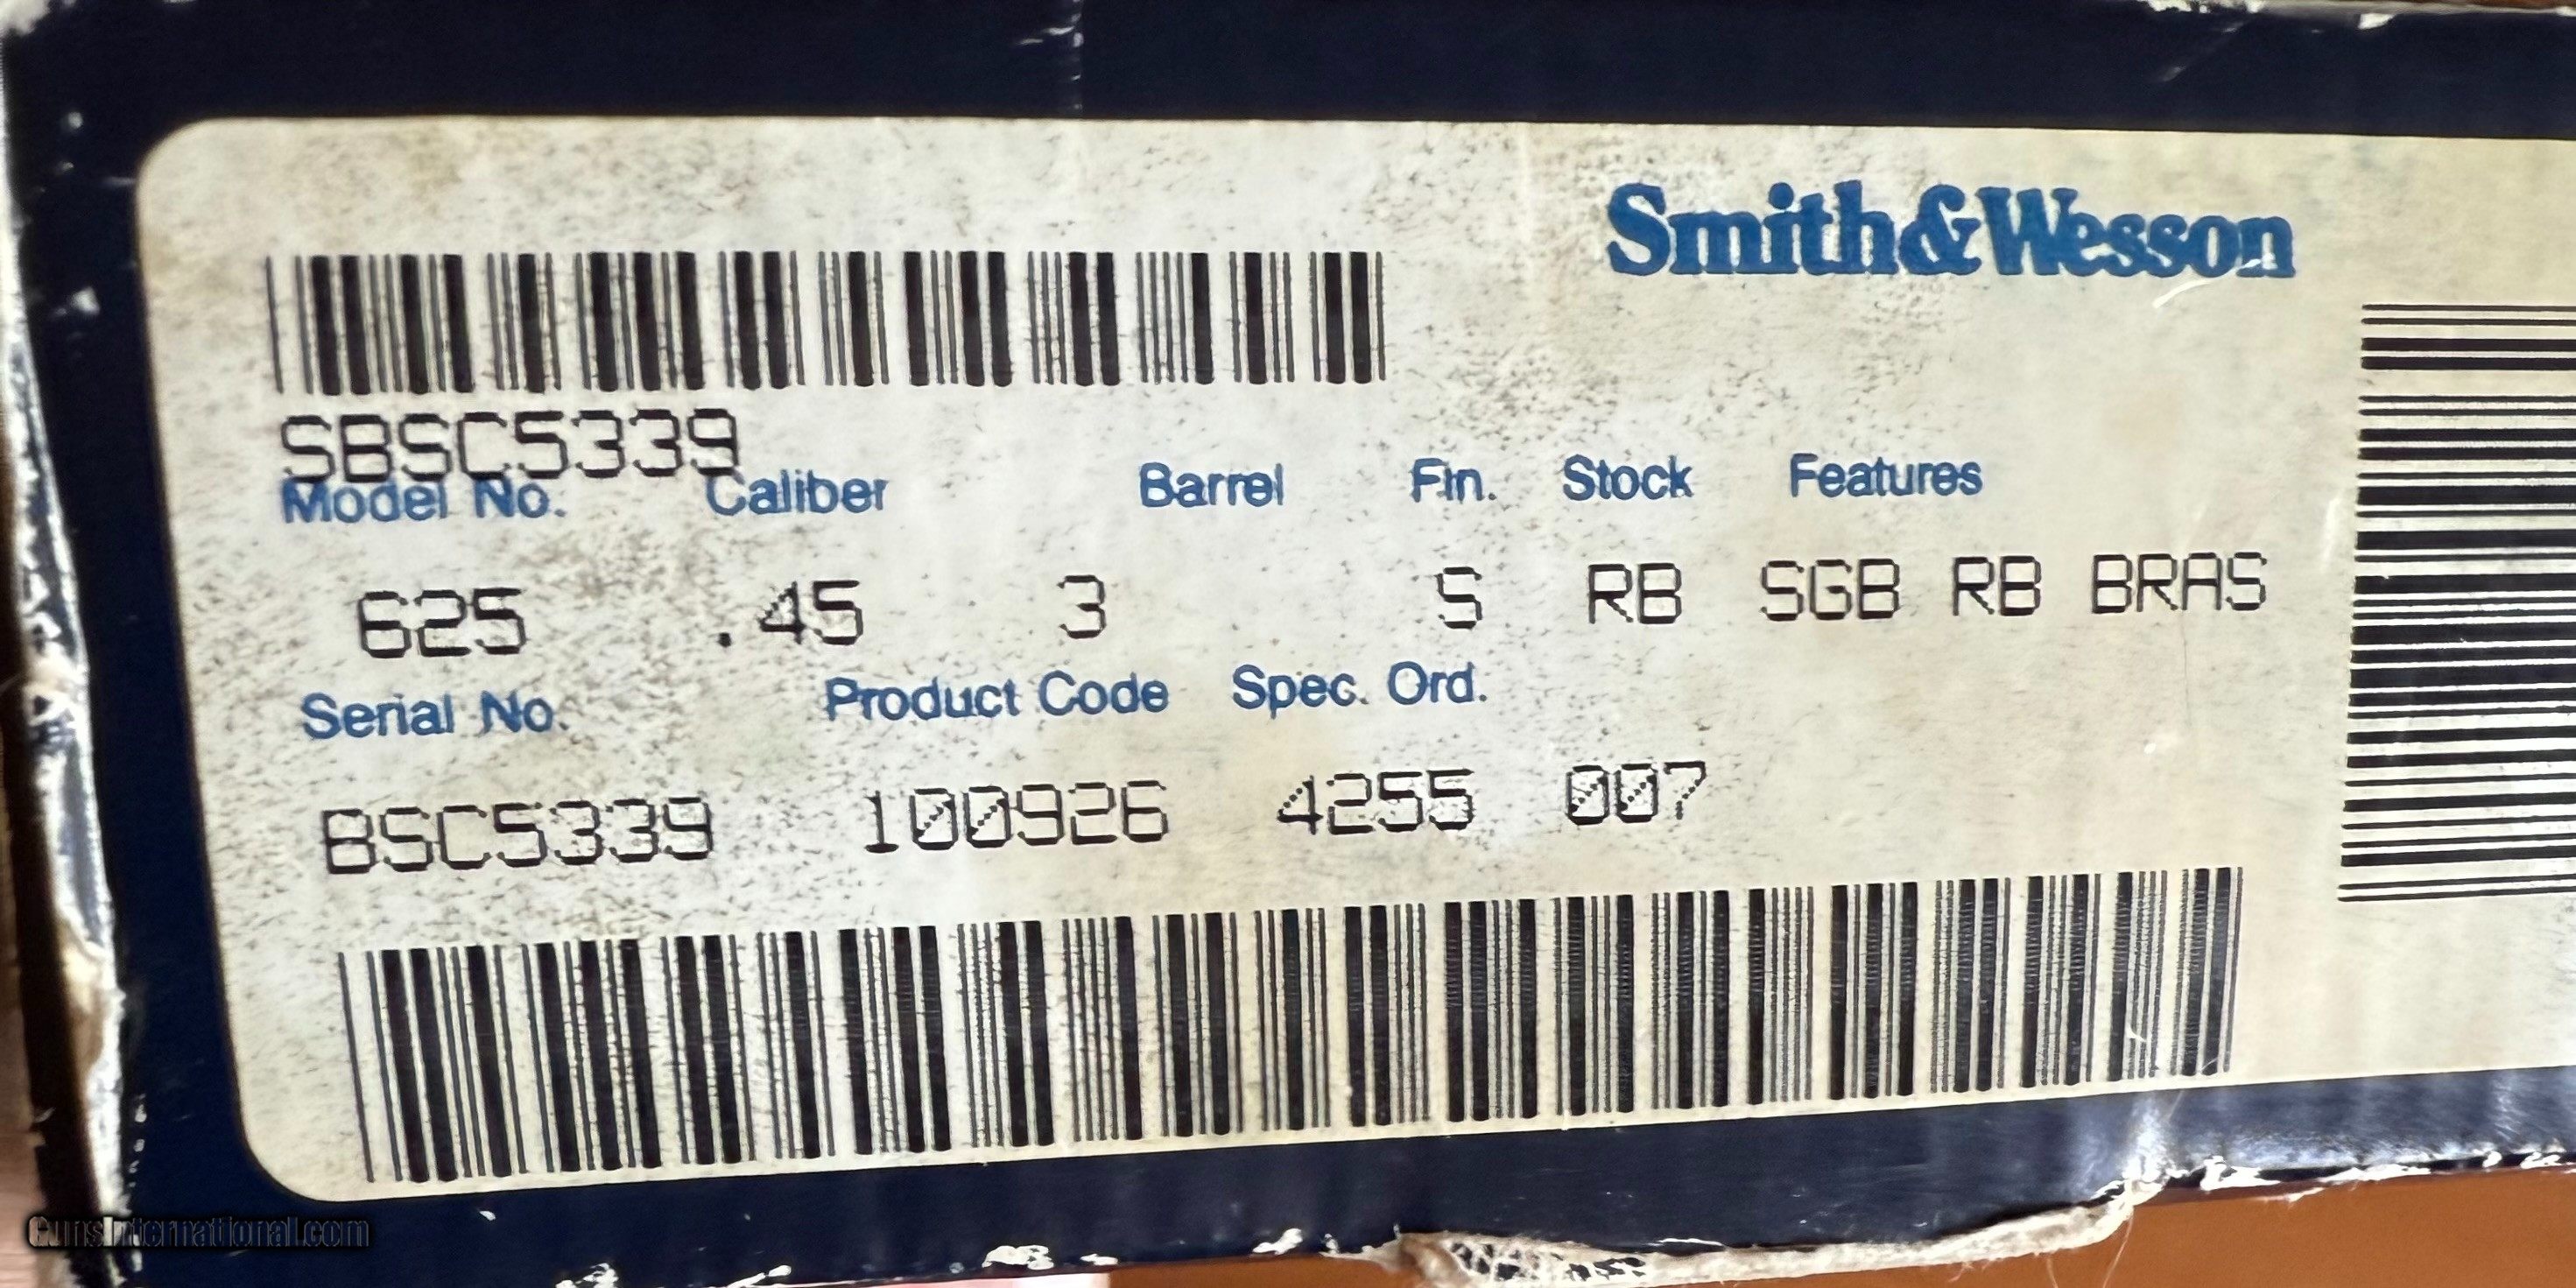 Smith&Wesson
SBSC5339
Model No. Caliber Barrel Fin. Stock Features
625 .45 3 S RB SGB RB BRAS
Serial No. Product Code Spec. Ord.
BSC5339 100926 4255 007
GunsInternational.com